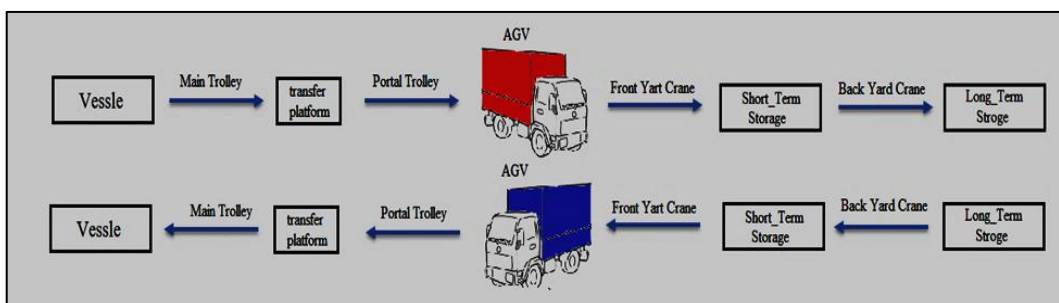 AGV
Vessle
Main Trolley
transfer
platform
Portal Trolley
Front Yart Crane
Short_Term
Storage
Back Yard Crane
Long_Term
Stroge
AGV
Vessle
Main Trolley
transfer
platform
Portal Trolley
Front Yart Crane
Short_Term
Storage
Back Yard Crane
Long_Term
Stroge